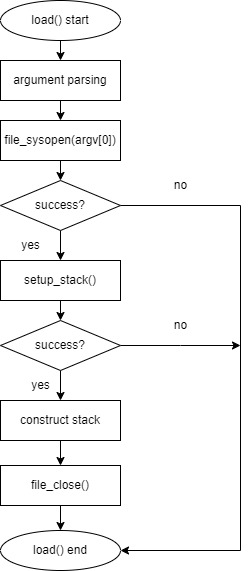 load() start
argument parsing
file_sysopen(argv[0])
success?
no
yes
setup_stack()
success?
no
yes
construct stack
file_close()
load() end